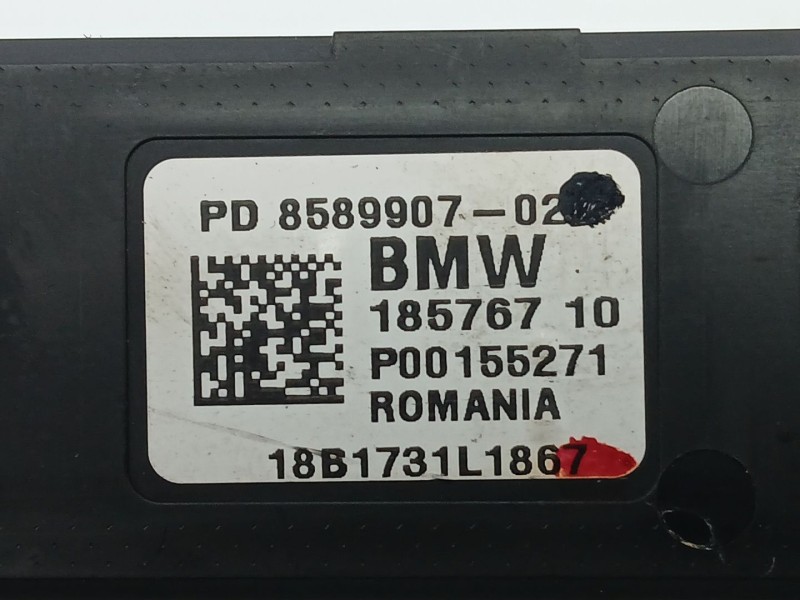 PD 8589907-02
BMW
185767 10
P00155271
ROMANIA
18B1731L1867